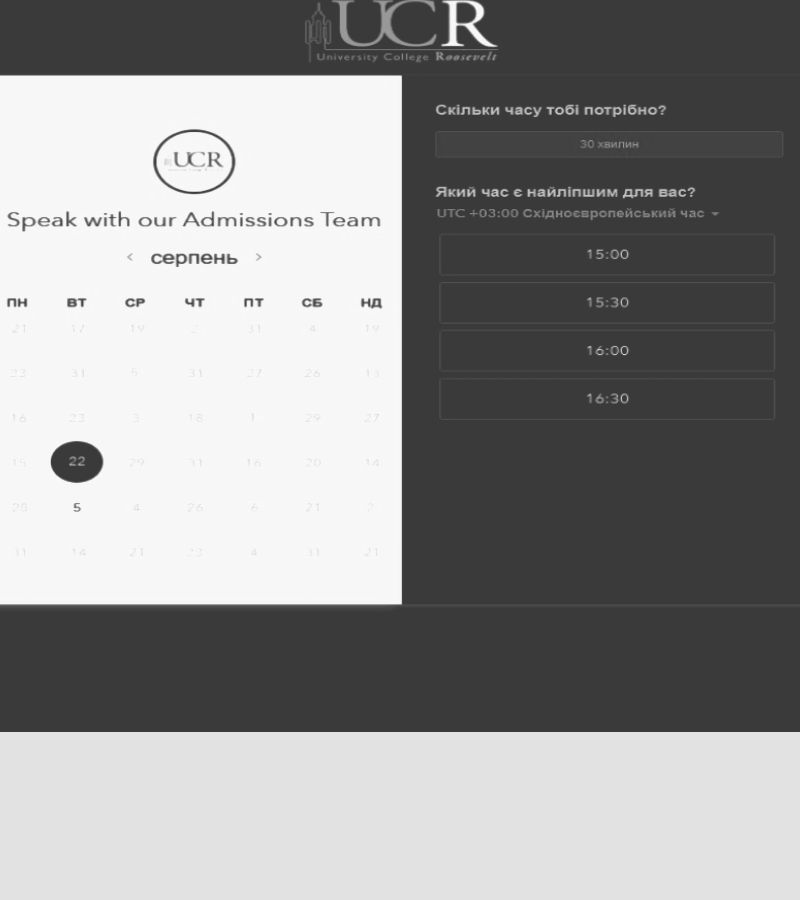 UCR
University College Roosevelt
UCR
Speak with our Admissions Team
< серпень >
ПН ВТ СР ЧТ ПТ СБ НД
21 17 19 31 4 19
23 31 31 27 26
16 23 3 18 1 29 27
15 22 29 31 16 20 14
28 5 4 26 6 21 2
31 14 21 23 4 31 21
Скільки часу тобі потрібно?
30 хвилин
Який час є найліпшим для вас?
UTC +03:00 Східноєвропейський час
15:00
15:30
16:00
16:30